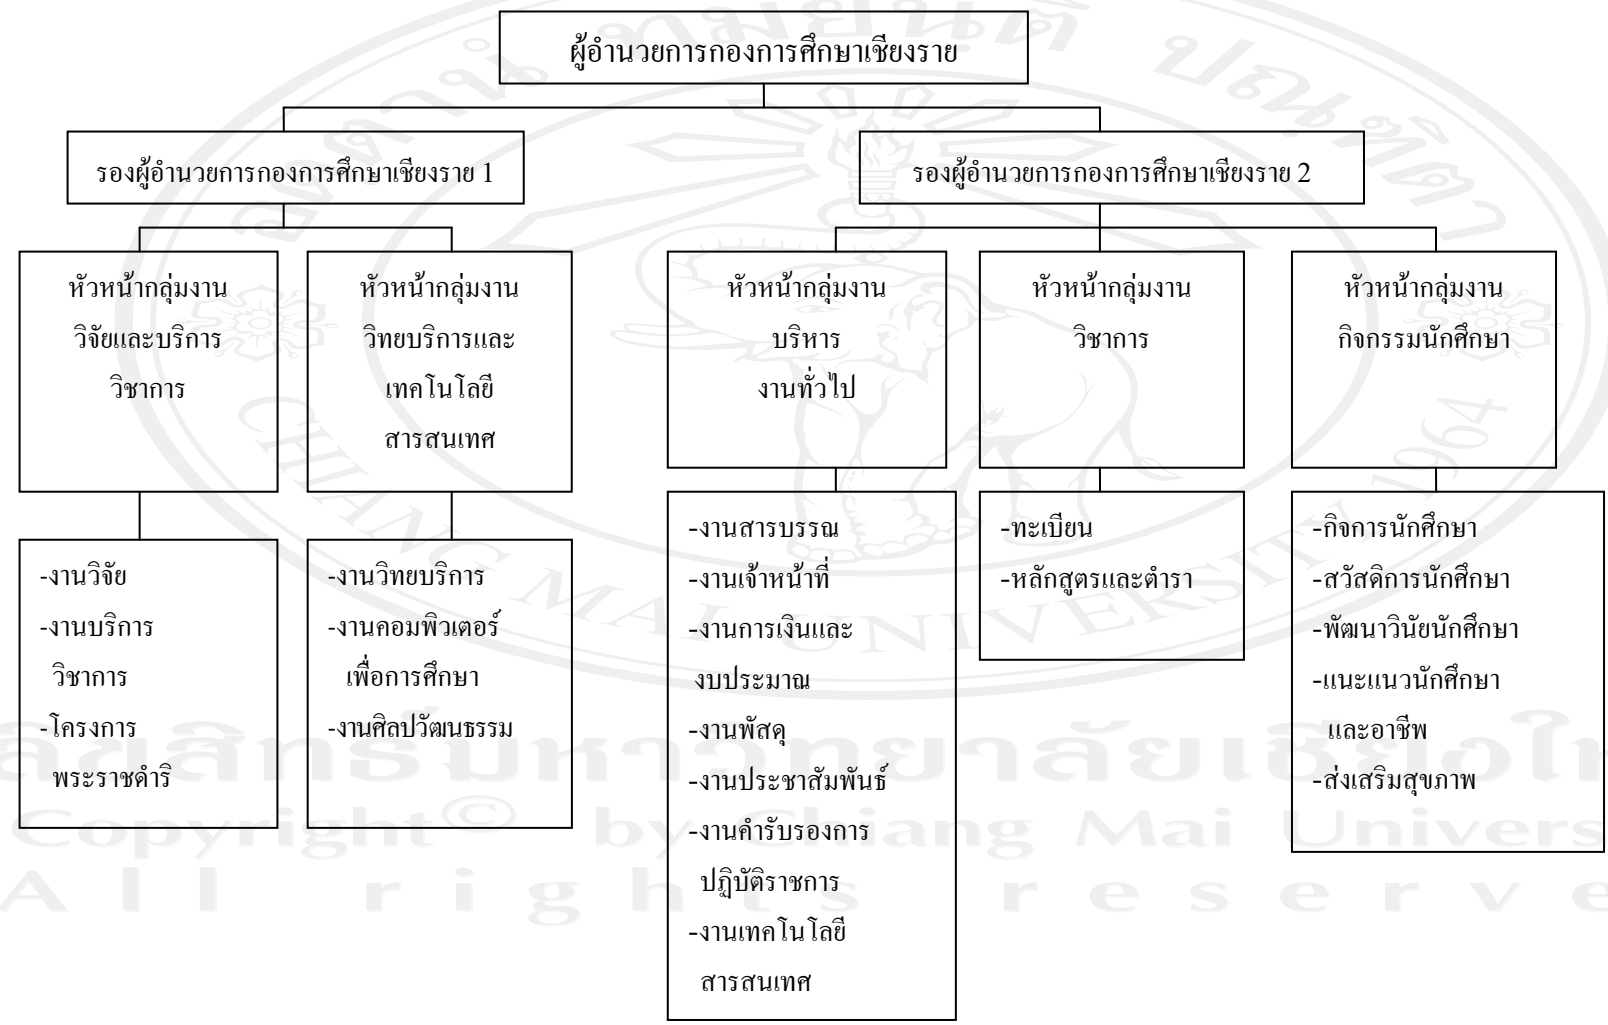 ผู้อำนวยการกองการศึกษาเชียงราย
รองผู้อำนวยการกองการศึกษาเชียงราย 1
รองผู้อำนวยการกองการศึกษาเชียงราย 2
หัวหน้ากลุ่มงาน
วิจัยและบริการ
วิชาการ
หัวหน้ากลุ่มงาน
วิทยบริการและ
เทคโนโลยี
สารสนเทศ
หัวหน้ากลุ่มงาน
บริหาร
งานทั่วไป
หัวหน้ากลุ่มงาน
วิชาการ
หัวหน้ากลุ่มงาน
กิจกรรมนักศึกษา
-งานวิจัย
-งานบริการ
วิชาการ
-โครงการ
พระราชดำริ
-งานวิทยบริการ
-งานคอมพิวเตอร์
เพื่อการศึกษา
-งานศิลปวัฒนธรรม
-งานสารบรรณ
-งานเจ้าหน้าที่
-งานการเงินและ
งบประมาณ
-งานพัสดุ
-งานประชาสัมพันธ์
-งานคำรับรองการ
ปฏิบัติราชการ
-งานเทคโนโลยี
สารสนเทศ
-ทะเบียน
-หลักสูตรและตำรา
-กิจการนักศึกษา
-สวัสดิการนักศึกษา
-พัฒนาวินัยนักศึกษา
-แนะแนวนักศึกษา
และอาชีพ
-ส่งเสริมสุขภาพ
CHIANG MAI UNIVERSITY 1964
ลิขสิทธิ์มหาวิทยาลัยเชียงให
Copyright© by Chiang Mai Univers
All rights reserve